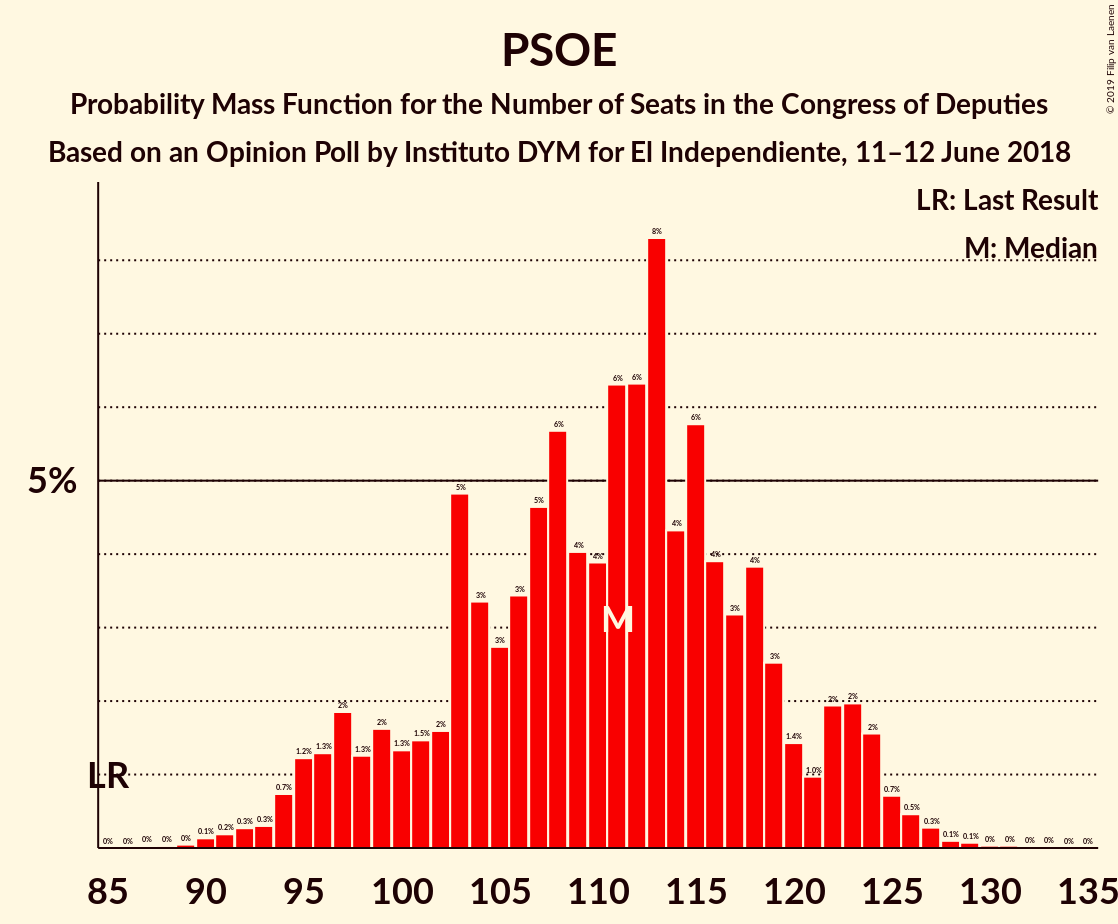 PSOE
Probability Mass Function for the Number of Seats in the Congress of Deputies
Based on an Opinion Poll by Instituto DYM for El Independiente, 11–12 June 2018
© 2019 Filip van Laenen
LR: Last Result
M: Median
5%
LR
M
0% 0% 0% 0% 0% 0.1% 0.2% 0.3% 0.3% 0.7% 1.2% 1.3% 2% 1.3% 2% 1.3% 1.5% 2% 5% 3% 3% 3% 5% 6% 4% 4% 6% 6% 8% 4% 6% 4% 3% 4% 3% 1.4% 1.0% 2% 2% 2% 0.7% 0.5% 0.3% 0.1% 0.1% 0% 0% 0% 0% 0% 0%
85 90 95 100 105 110 115 120 125 130 135